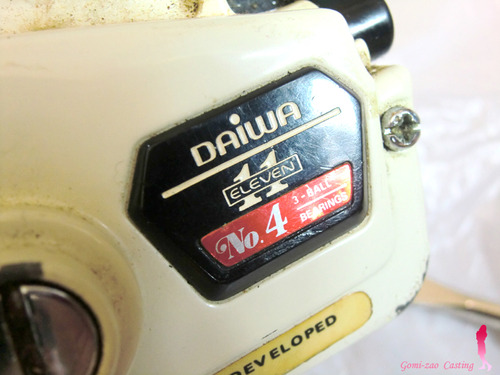 DAIWA
11
ELEVEN
No.4 3-BALL
BEARINGS
DEVELOPED
Gomi-zao Casting